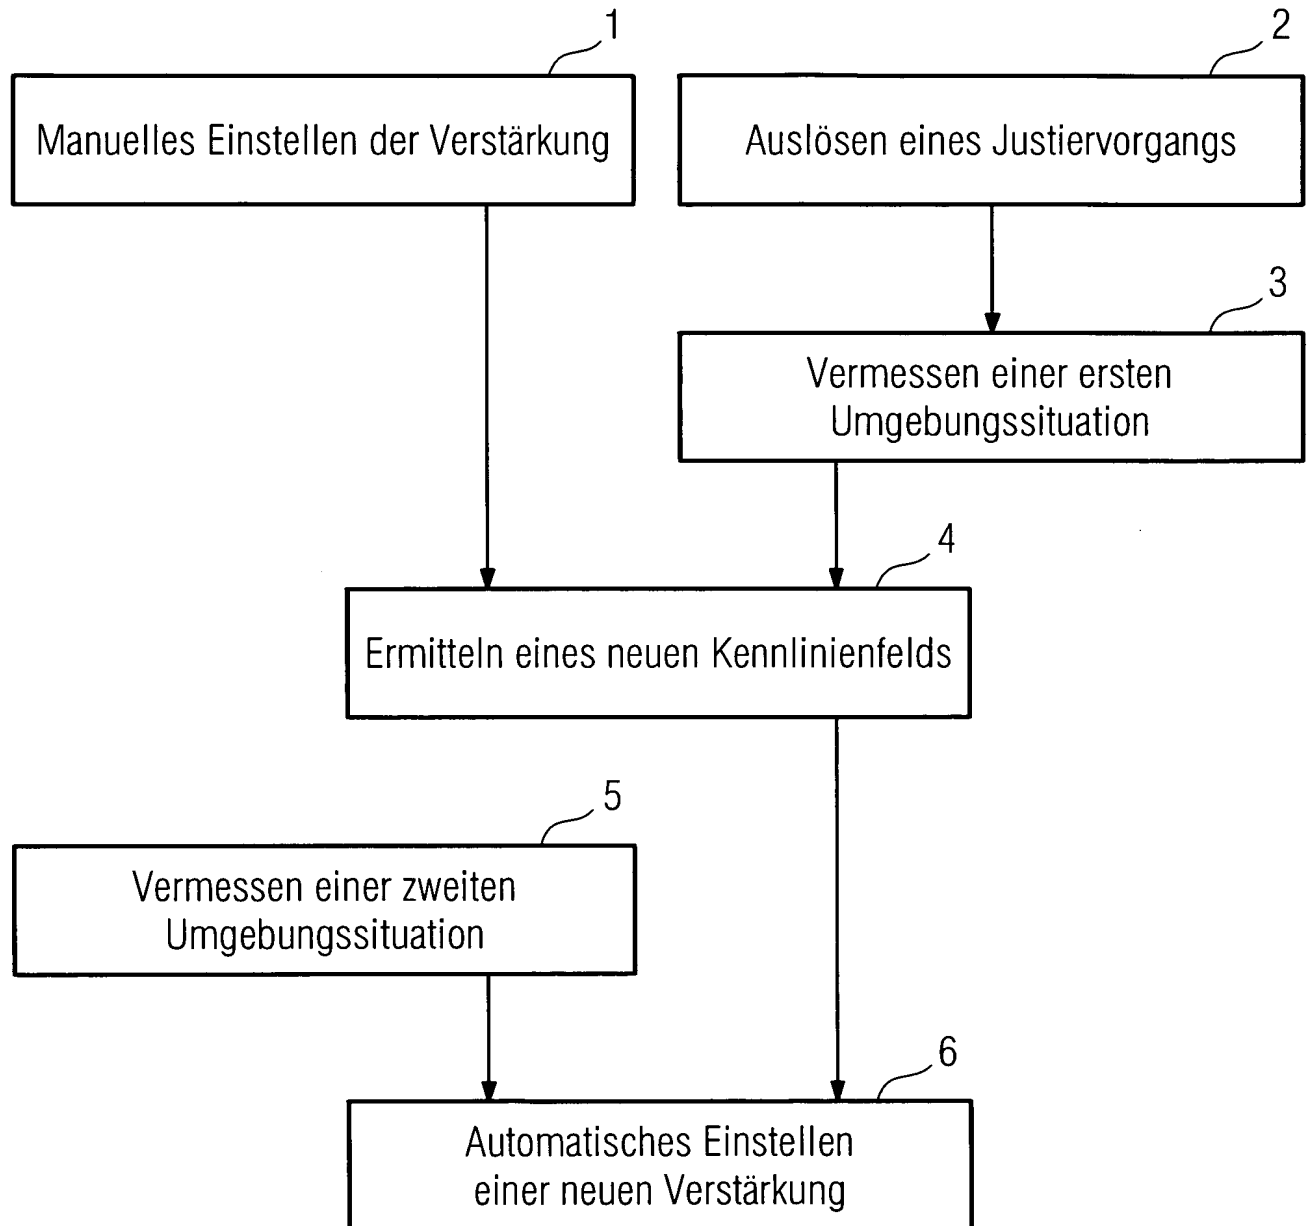 1
Manuelles Einstellen der Verstärkung
2
Auslösen eines Justiervorgangs
3
Vermessen einer ersten
Umgebungssituation
4
Ermitteln eines neuen Kennlinienfelds
5
Vermessen einer zweiten
Umgebungssituation
6
Automatisches Einstellen
einer neuen Verstärkung